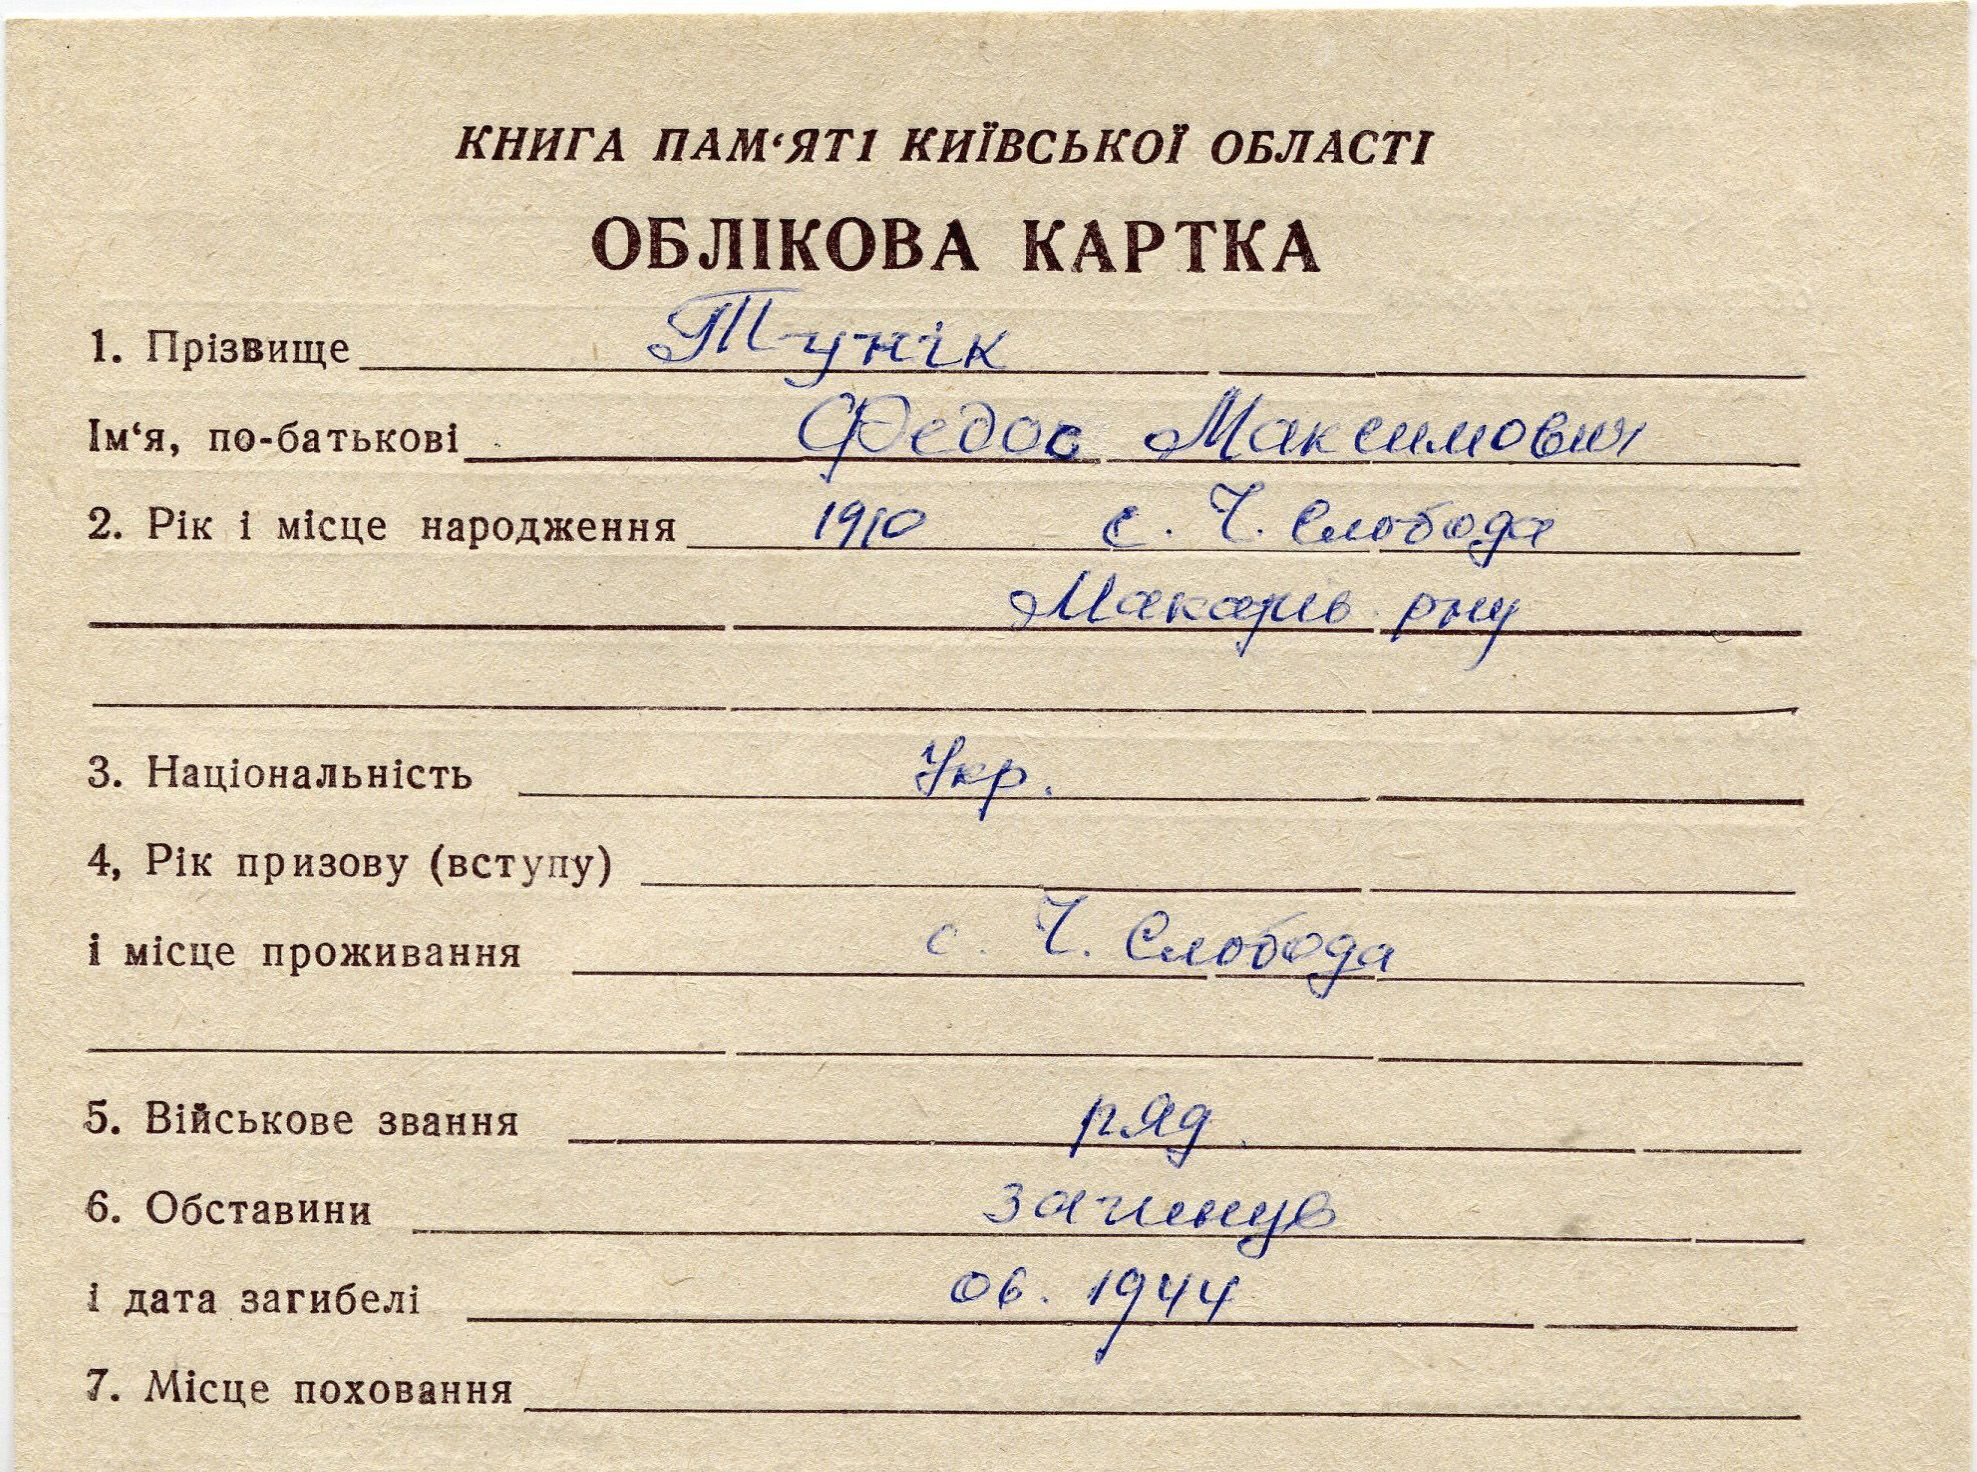 КНИГА ПАМ‘ЯТІ КИЇВСЬКОЇ ОБЛАСТІ
ОБЛІКОВА КАРТКА
1. Прізвище Тунік
Ім‘я, по-батькові Федос Максимович
2. Рік і місце народження 1910 с. Ч. Слобода
Макарів. рну
3. Національність Укр.
4, Рік призову (вступу)
і місце проживання с. Ч. Слобода
5. Військове звання ряд.
6. Обставини загинув
і дата загибелі 06. 1944
7. Місце поховання